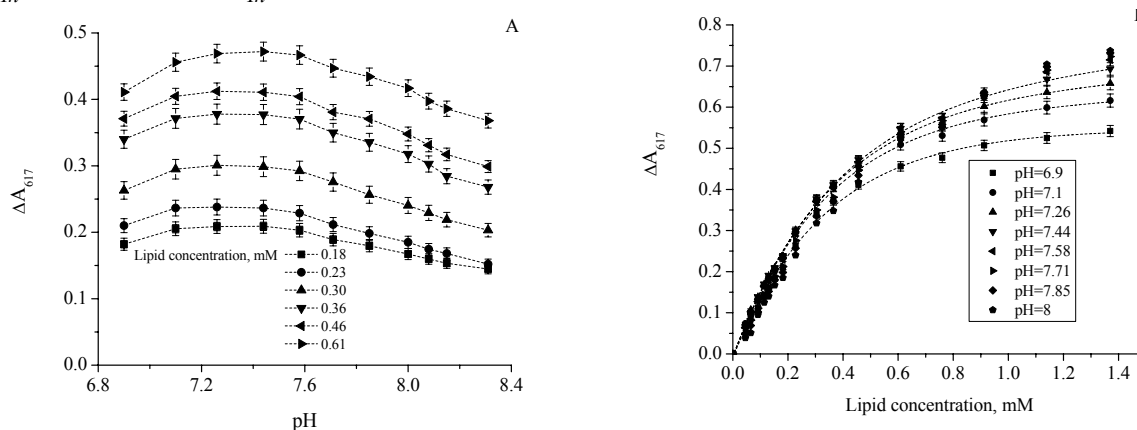 A
ΔA617
0.5
0.4
0.3
0.2
0.1
0.0
6.8
7.2
7.6
8.0
8.4
pH
Lipid concentration, mM
0.18
0.23
0.30
0.36
0.46
0.61
ΔA617
0.8
0.7
0.6
0.5
0.4
0.3
0.2
0.1
0.0
0.0
0.2
0.4
0.6
0.8
1.0
1.2
1.4
Lipid concentration, mM
pH=6.9
pH=7.1
pH=7.26
pH=7.44
pH=7.58
pH=7.71
pH=7.85
pH=8